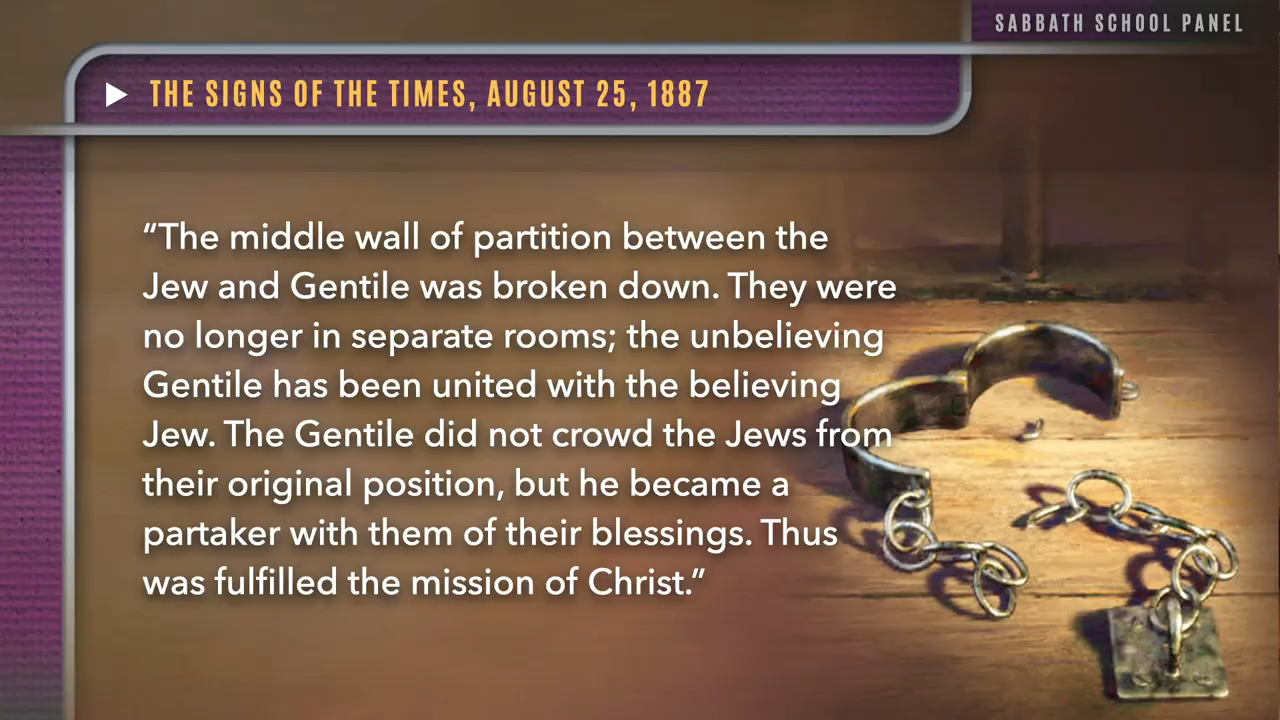 SABBATH SCHOOL PANEL
THE SIGNS OF THE TIMES, AUGUST 25, 1887
“The middle wall of partition between the
Jew and Gentile was broken down. They were
no longer in separate rooms; the unbelieving
Gentile has been united with the believing
Jew. The Gentile did not crowd the Jews from
their original position, but he became a
partaker with them of their blessings. Thus
was fulfilled the mission of Christ.”